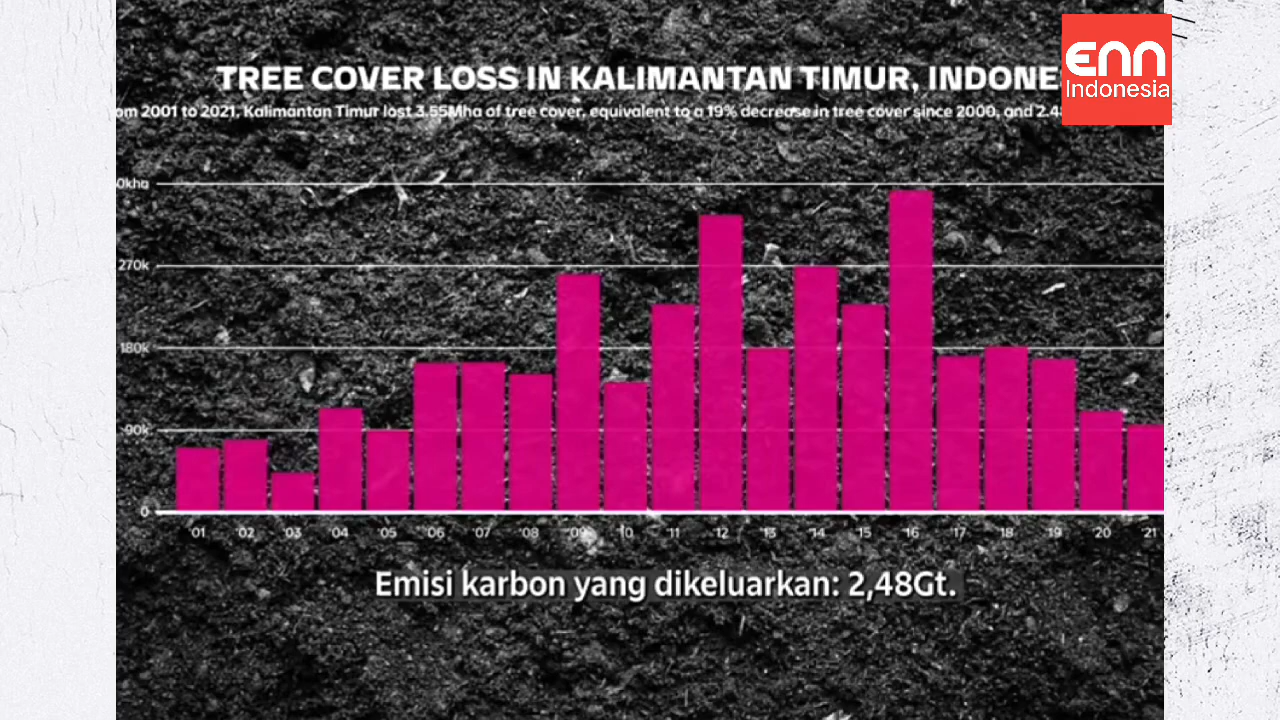 ENN
Indonesia
TREE COVER LOSS IN KALIMANTAN TIMUR, INDONE
om 2001 to 2021, Kalimantan Timur lost 3.55Mha of tree cover, equivalent to a 19% decrease in tree cover since 2000, and 2.4
0kha
270k
180k
90k
0
01 02 03 04 05 06 07 08 09 10 11 12 13 14 15 16 17 18 19 20 21
Emisi karbon yang dikeluarkan: 2,48Gt.